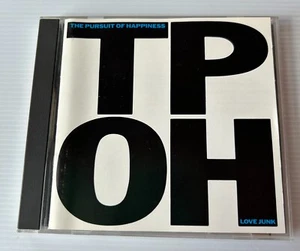 THE PURSUIT OF HAPPINESS
TP
OH
LOVE JUNK